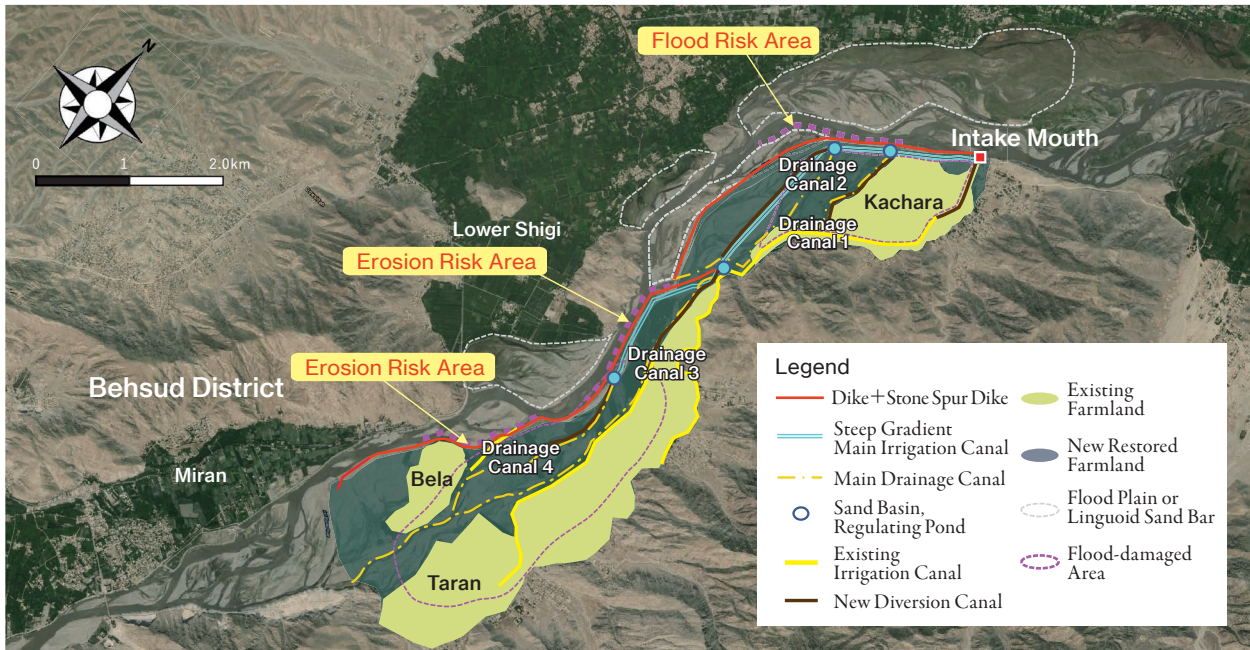 N
0
1
2.0km
Flood Risk Area
Intake Mouth
Drainage
Canal 2
Kachara
Drainage
Canal 1
Lower Shigi
Erosion Risk Area
Drainage
Canal 3
Erosion Risk Area
Behsud District
Drainage
Canal 4
Miran
Bela
Taran
Legend
Dike+Stone Spur Dike
Steep Gradient
Main Irrigation Canal
Main Drainage Canal
Sand Basin,
Regulating Pond
Existing
Irrigation Canal
New Diversion Canal
Existing
Farmland
New Restored
Farmland
Flood Plain or
Linguoid Sand Bar
Flood-damaged
Area